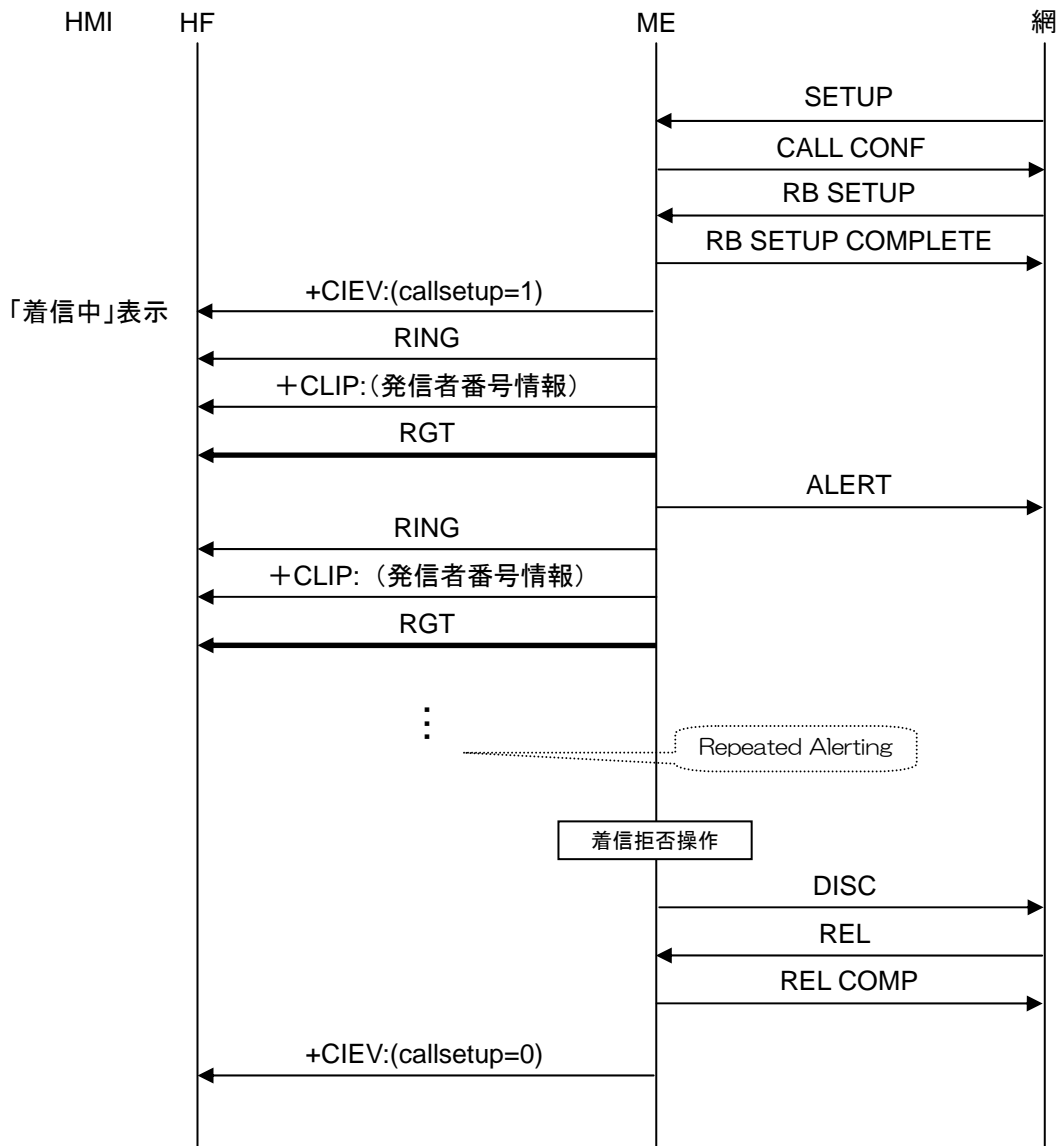 HMI HF ME 網
SETUP
CALL CONF
RB SETUP
RB SETUP COMPLETE
+CIEV:(callsetup=1)
「着信中」表示
RING
＋CLIP:（発信者番号情報）
RGT
ALERT
RING
＋CLIP:（発信者番号情報）
RGT
⋮
Repeated Alerting
着信拒否操作
DISC
REL
REL COMP
+CIEV:(callsetup=0)